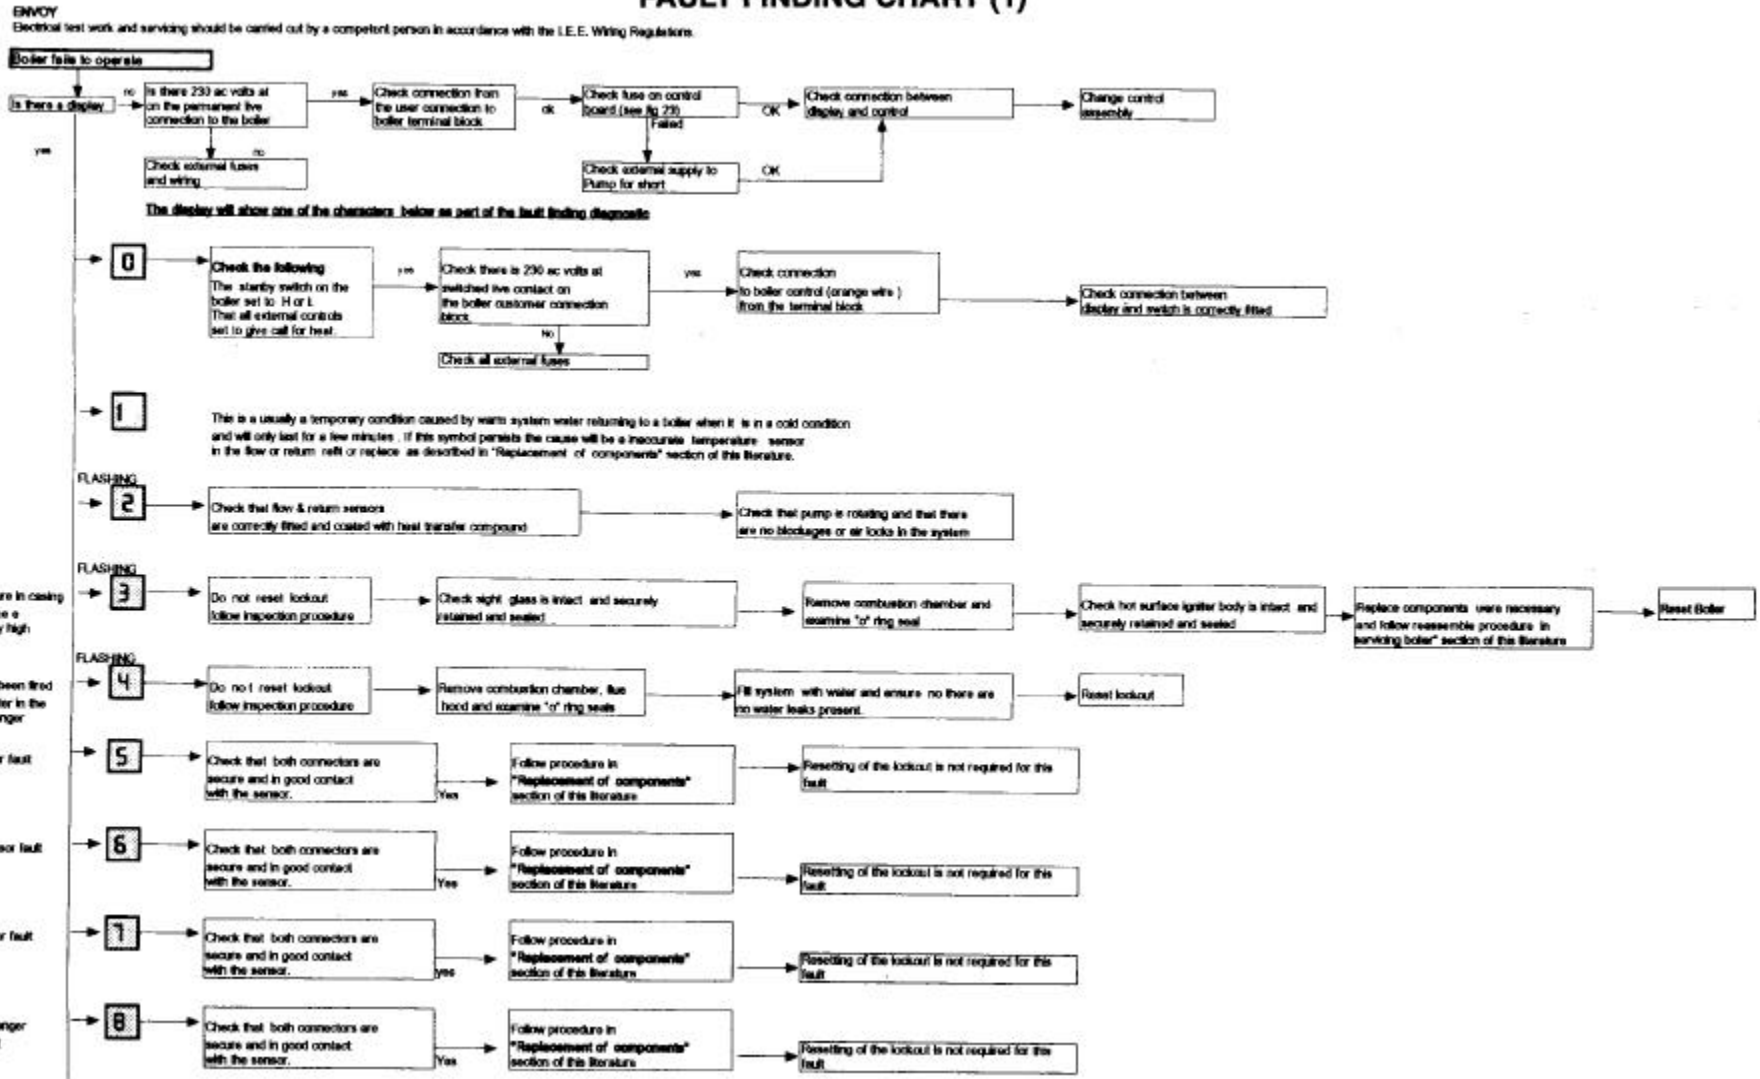 FAULT FINDING CHART (1)
ENVOY
Electrical test work and servicing should be carried out by a competent person in accordance with the I.E.E. Wiring Regulations.
Boiler fails to operate
Is there a display
no
Is there 230 ac volts at
on the permanent live
connection to the boiler
yes
Check connection from
the user connection to
boiler terminal block
ok
Check fuse on control
board (see fig 23)
OK
Check connection between
display and control
Change control
assembly
Failed
yes
no
Check external fuses
and wiring
Check external supply to
Pump for short
OK
The display will show one of the characters below as part of the fault finding diagnostic
0
Check the following
The stanby switch on the
boiler set to H or I.
That all external controls
set to give call for heat.
yes
Check there is 230 ac volts at
switched live contact on
the boiler customer connection
block
yes
Check connection
to boiler control (orange wire )
from the terminal block
Check connection between
display and switch is correctly fitted
No
Check all external fuses
1
This is a usually a temporary condition caused by warm system water returning to a boiler when it is in a cold condition
and will only last for a few minutes . If this symbol persists the cause will be a inaccurate temperature sensor
in the flow or return refit or replace as described in "Replacement of components" section of this literature.
FLASHING
2
Check that flow & return sensors
are correctly fitted and coated with heat transfer compound
Check that pump is rotating and that there
are no blockages or air locks in the system
FLASHING
re in casing
e a
y high
3
Do not reset lockout
follow inspection procedure
Check sight glass is intact and securely
retained and sealed
Remove combustion chamber and
examine "o" ring seal
Check hot surface igniter body is intact and
securely retained and sealed
Replace components were necessary
and follow reassemble procedure in
servicing boiler" section of this literature
Reset Boiler
FLASHING
been fired
ter in the
nger
4
Do no t reset lockout
follow inspection procedure
Remove combustion chamber, flue
hood and examine "o" ring seals
Fill system with water and ensure no there are
no water leaks present.
Reset lockout
r fault
5
Check that both connectors are
secure and in good contact
with the sensor.
Yes
Follow procedure in
"Replacement of components"
section of this literature
Resetting of the lockout is not required for this
fault
sor fault
6
Check that both connectors are
secure and in good contact
with the sensor.
Yes
Follow procedure in
"Replacement of components"
section of this literature
Resetting of the lockout is not required for this
fault
r fault
7
Check that both connectors are
secure and in good contact
with the sensor.
yes
Follow procedure in
"Replacement of components"
section of this literature
Resetting of the lockout is not required for this
fault
anger
8
Check that both connectors are
secure and in good contact
with the sensor.
Yes
Follow procedure in
"Replacement of components"
section of this literature
Resetting of the lockout is not required for this
fault